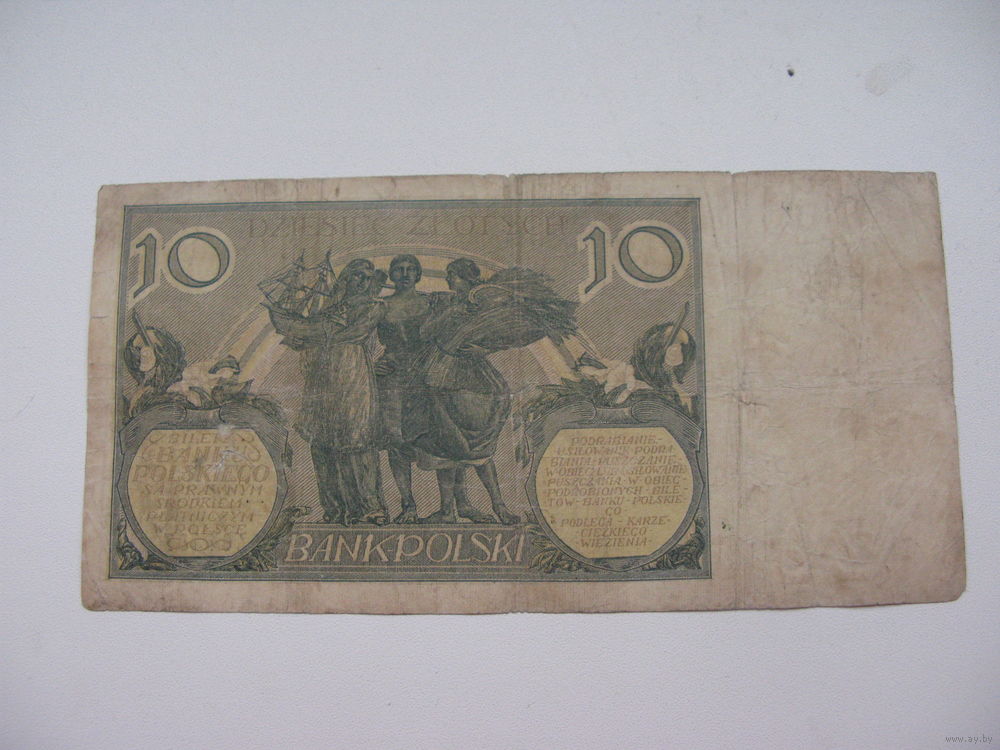 DZIESIĘĆ ZŁOTYCH
10
10
BILETY
BANKU
POLSKIEGO
SĄ PRAWNYM
ŚRODKIEM
PŁATNICZYM
W POLSCE
PODRABIANIE-
USIŁOWANIE PODRA-
BIANIA-PUSZCZANIE
W OBIEG ALBO USIŁOWANIE
PUSZCZANIA W OBIEG
PODROBIONYCH BILE-
TÓW BANKU POLSKIE-
GO
PODLEGA - KARZE-
CIĘŻKIEGO
WIĘZIENIA-
BANK POLSKI
www.ay.by